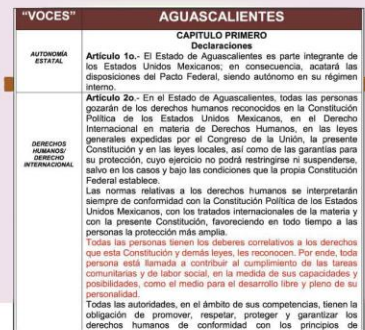 "VOCES"
AGUASCALIENTES
CAPITULO PRIMERO
Declaraciones
AUTONOMÍA
ESTATAL
Artículo 1o.- El Estado de Aguascalientes es parte integrante de
los Estados Unidos Mexicanos; en consecuencia, acatará las
disposiciones del Pacto Federal, siendo autónomo en su régimen
interno.
DERECHOS
HUMANOS/
DERECHO
INTERNACIONAL
Artículo 2o.- En el Estado de Aguascalientes, todas las personas
gozarán de los derechos humanos reconocidos en la Constitución
Política de los Estados Unidos Mexicanos, en el Derecho
Internacional en materia de Derechos Humanos, en las leyes
generales expedidas por el Congreso de la Unión, la presente
Constitución y en las leyes locales, así como de las garantías para
su protección, cuyo ejercicio no podrá restringirse ni suspenderse,
salvo en los casos y bajo las condiciones que la propia Constitución
Federal establece.
Las normas relativas a los derechos humanos se interpretarán
siempre de conformidad con la Constitución Política de los Estados
Unidos Mexicanos, con los tratados internacionales de la materia y
con la presente Constitución, favoreciendo en todo tiempo a las
personas la protección más amplia.
Todas las personas tienen los deberes correlativos a los derechos
que esta Constitución y demás leyes, les reconocen. Por ende, toda
persona está llamada a contribuir al cumplimiento de las tareas
comunitarias y de labor social, en la medida de sus capacidades y
posibilidades, como el medio para el desarrollo libre y pleno de su
personalidad.
Todas las autoridades, en el ámbito de sus competencias, tienen la
obligación de promover, respetar, proteger y garantizar los
derechos humanos de conformidad con los principios de